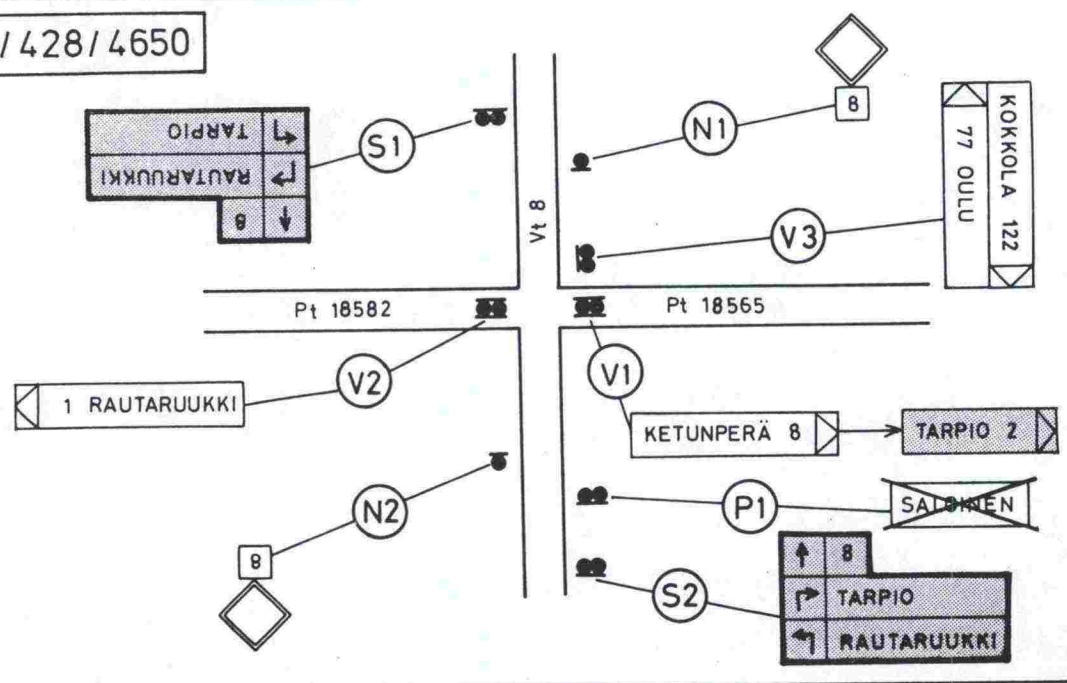 / 428 / 4650
TARPIO
RAUTARUUKKI
8
S1
N1
8
V3
77 OULU
KOKKOLA 122
Vt 8
Pt 18582
Pt 18565
V2
1 RAUTARUUKKI
V1
KETUNPERÄ 8
TARPIO 2
P1
SALOINEN
N2
8
S2
8
TARPIO
RAUTARUUKKI